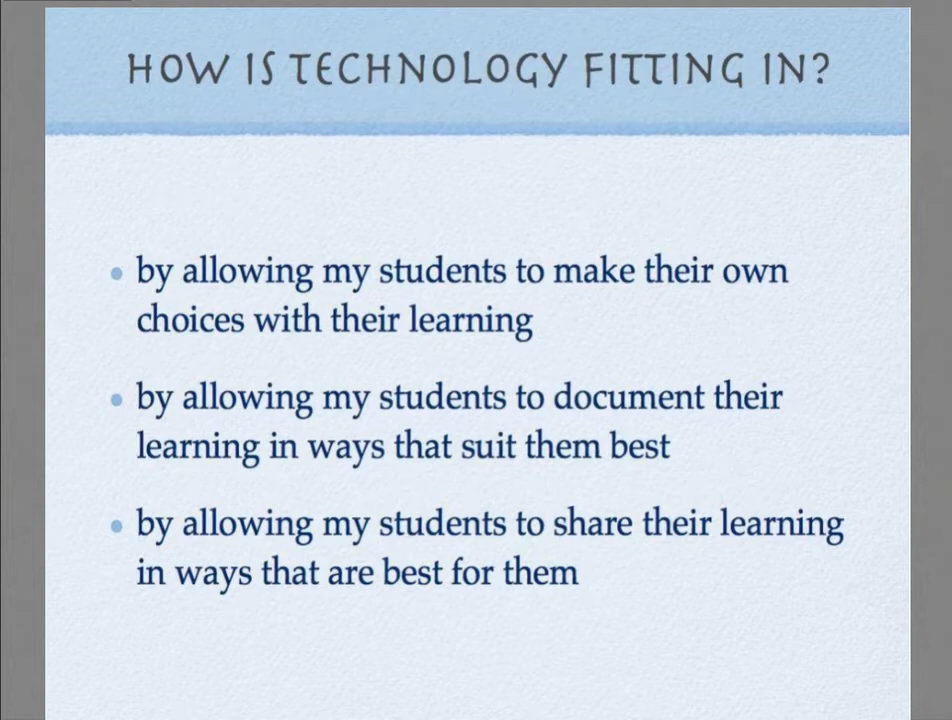 HOW IS TECHNOLOGY FITTING IN?
• by allowing my students to make their own
choices with their learning
• by allowing my students to document their
learning in ways that suit them best
• by allowing my students to share their learning
in ways that are best for them